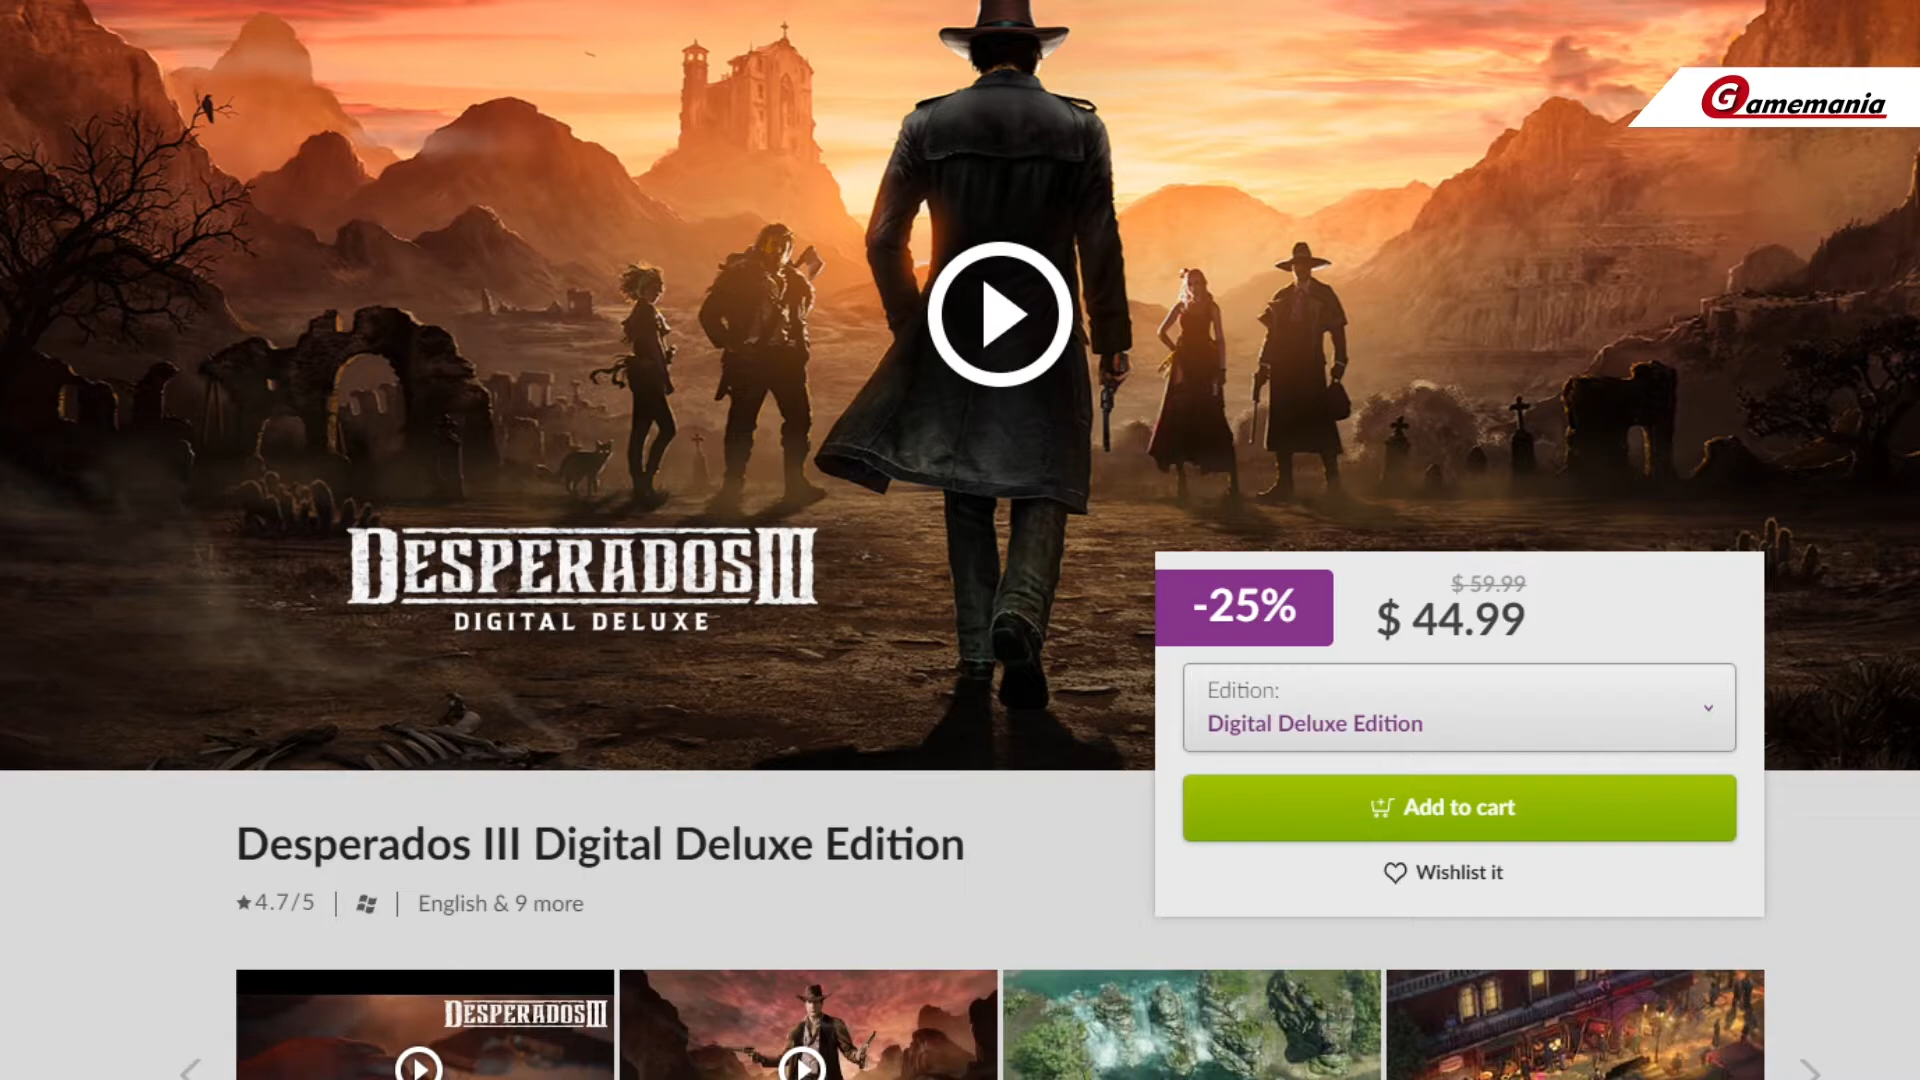 Gamemania
DESPERADOS III
DIGITAL DELUXE
-25%
$ 59.99
$ 44.99
Edition:
Digital Deluxe Edition
Add to cart
Wishlist it
Desperados III Digital Deluxe Edition
4.7/5
English & 9 more
DESPERADOS III